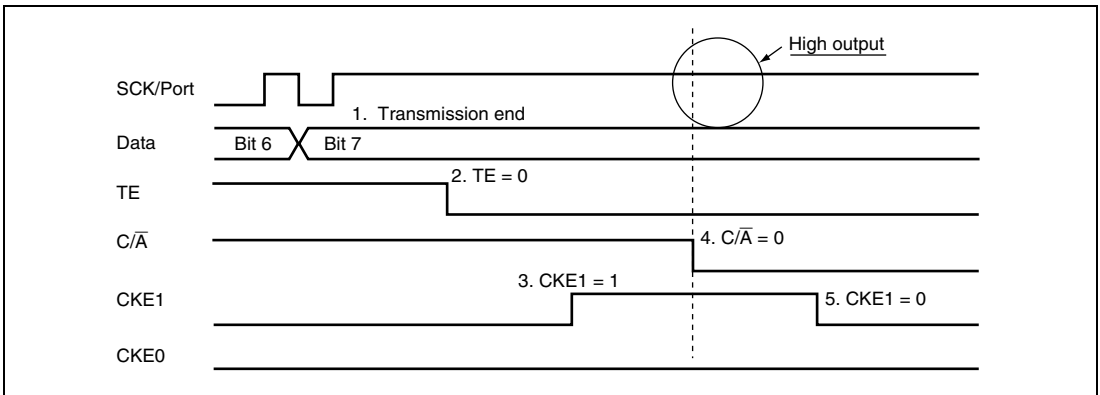 High output
SCK/Port
1. Transmission end
Data
Bit 6
Bit 7
TE
2. TE = 0
C/A̅
4. C/A̅ = 0
3. CKE1 = 1
CKE1
5. CKE1 = 0
CKE0